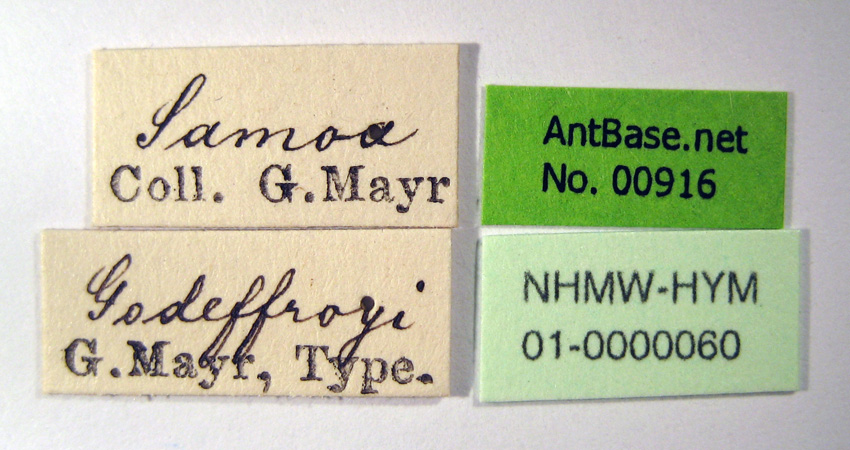 Samoa
Coll. G.Mayr
Godeffroyi
G.Mayr, Type.
AntBase.net
No. 00916
NHMW-HYM
01-0000060